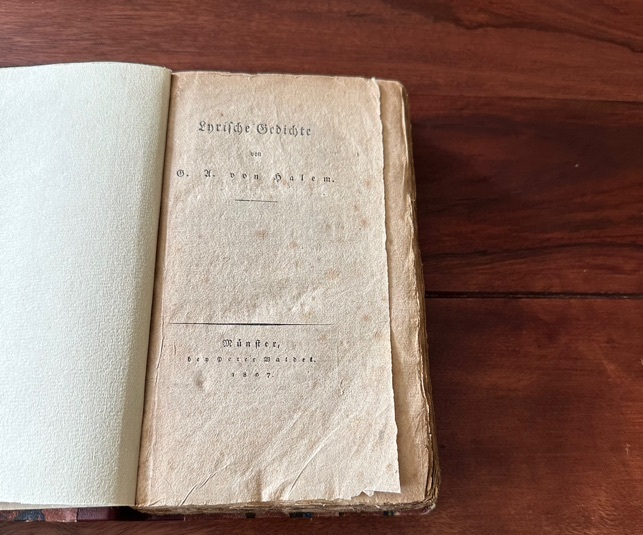 Lyrische Gedichte
von
G. A. von Halem.
Münster,
bey Peter Waldek.
1807.